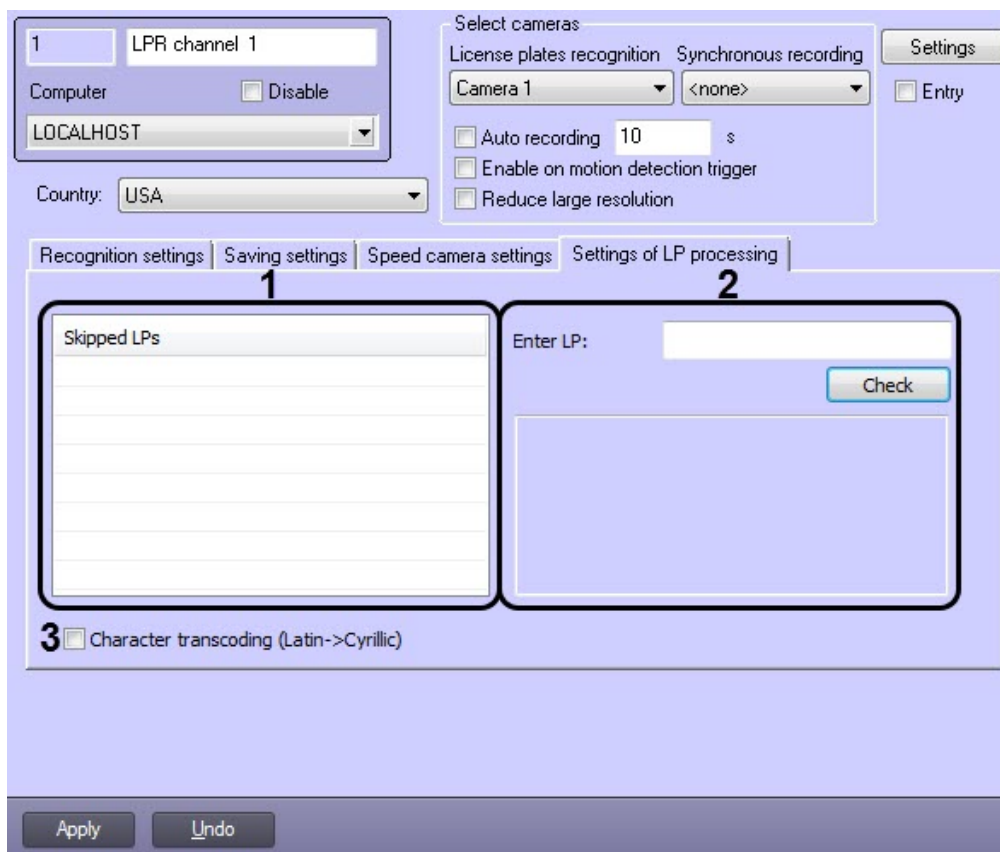 1
LPR channel 1
Computer
Disable
LOCALHOST
Country:
USA
Select cameras
License plates recognition
Synchronous recording
Camera 1
<none>
Auto recording
10
s
Enable on motion detection trigger
Reduce large resolution
Settings
Entry
Recognition settings
Saving settings
Speed camera settings
Settings of LP processing
1
2
Skipped LPs
Enter LP:
Check
3
Character transcoding (Latin->Cyrillic)
Apply
Undo